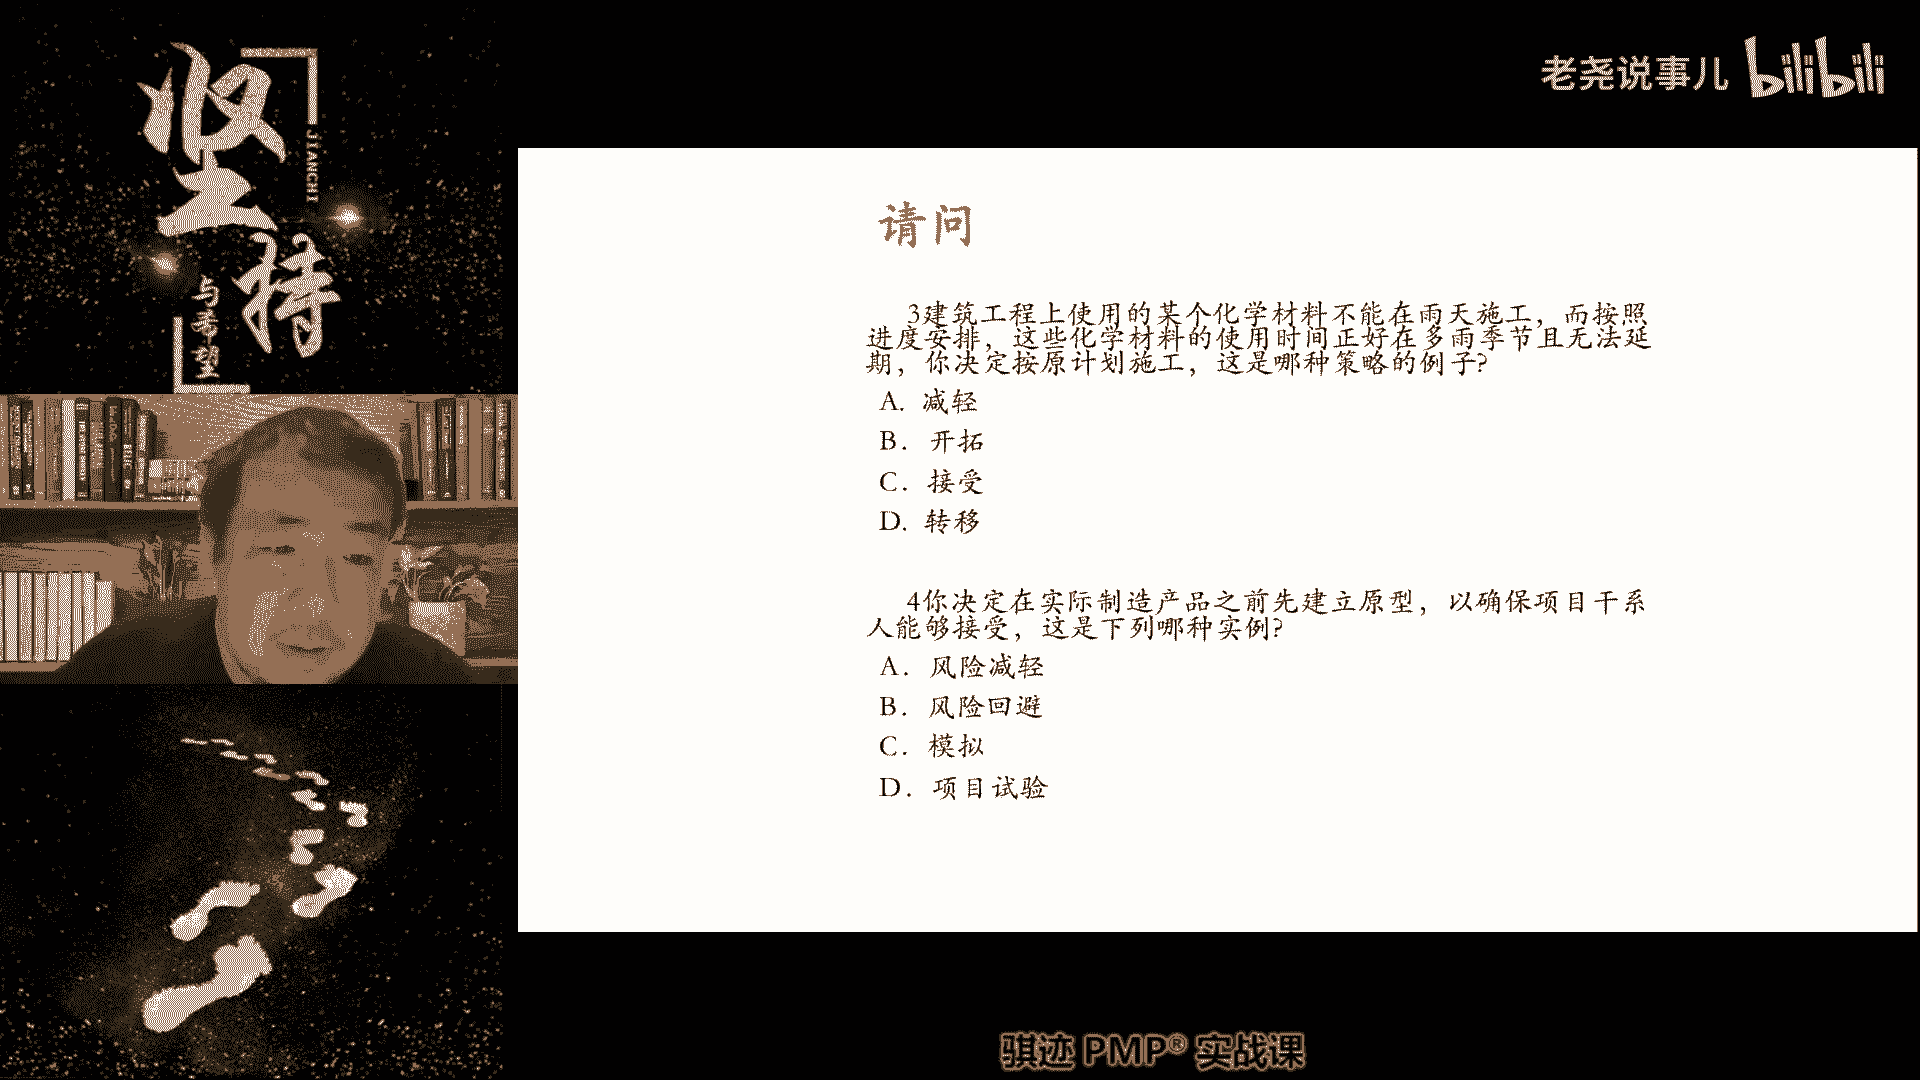 坚持
JIANCHI
与希望
老尧说事儿 bilibili
请问
3建筑工程上使用的某个化学材料不能在雨天施工，而按照
进度安排，这些化学材料的使用时间正好在多雨季节且无法延
期，你决定按原计划施工，这是哪种策略的例子?
A. 减轻
B. 开拓
C. 接受
D. 转移
4你决定在实际制造产品之前先建立原型，以确保项目干系
人能够接受，这是下列哪种实例?
A. 风险减轻
B. 风险回避
C. 模拟
D. 项目试验
骐迹 PMP® 实战课